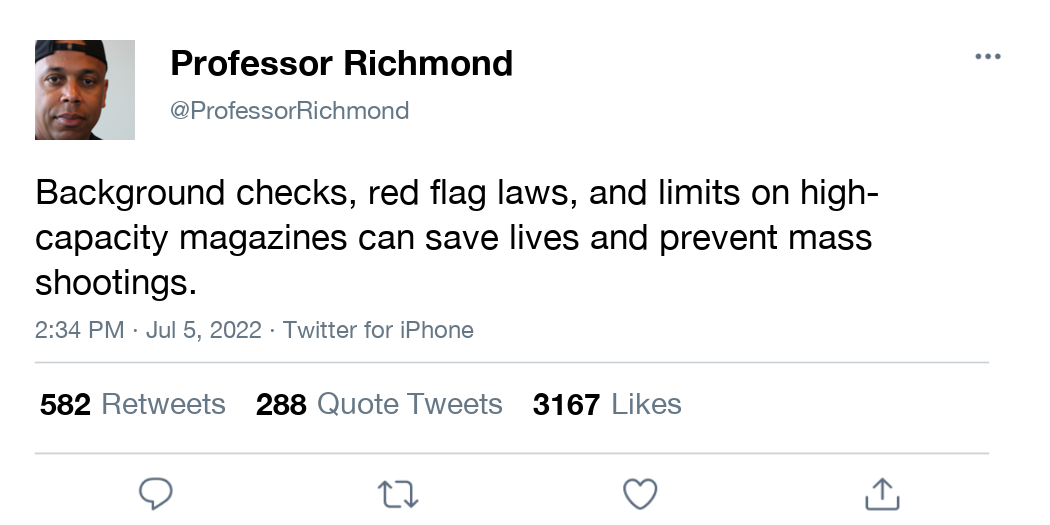 Professor Richmond
@ProfessorRichmond
Background checks, red flag laws, and limits on high-
capacity magazines can save lives and prevent mass
shootings.
2:34 PM · Jul 5, 2022 · Twitter for iPhone
582 Retweets 288 Quote Tweets 3167 Likes